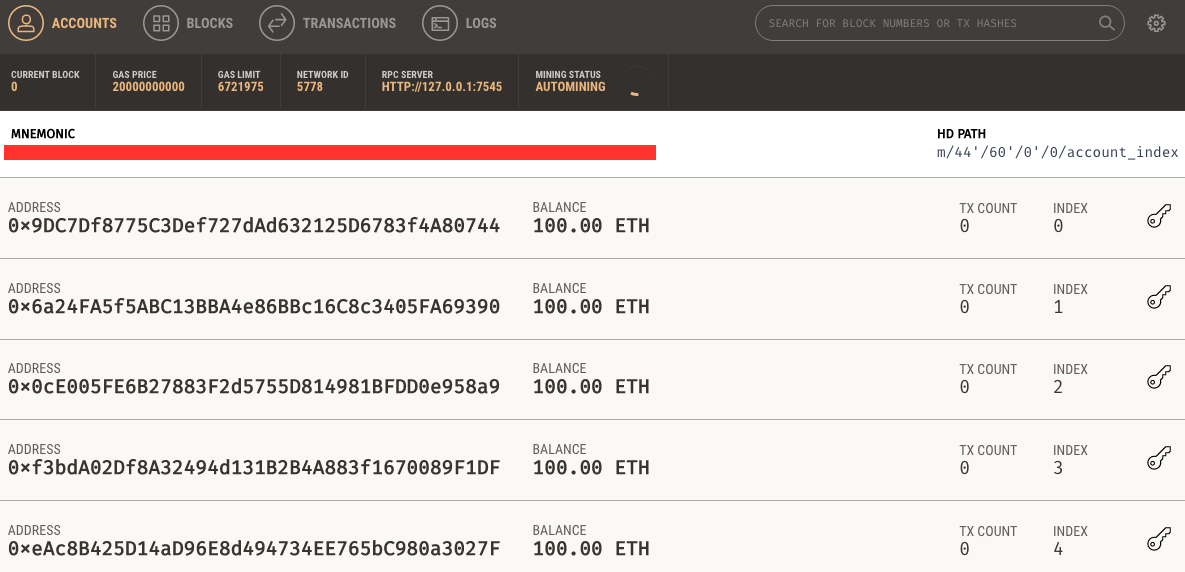 ACCOUNTS BLOCKS TRANSACTIONS LOGS SEARCH FOR BLOCK NUMBERS OR TX HASHES
CURRENT BLOCK GAS PRICE GAS LIMIT NETWORK ID RPC SERVER MINING STATUS
0 20000000000 6721975 5778 HTTP://127.0.0.1:7545 AUTOMINING
MNEMONIC HD PATH
m/44'/60'/0'/0/account_index
ADDRESS BALANCE TX COUNT INDEX
0×9DC7Df8775C3Def727dAd632125D6783f4A80744 100.00 ETH 0 0
ADDRESS BALANCE TX COUNT INDEX
0×6a24FA5f5ABC13BBA4e86BBc16C8c3405FA69390 100.00 ETH 0 1
ADDRESS BALANCE TX COUNT INDEX
0×0cE005FE6B27883F2d5755D814981BFDD0e958a9 100.00 ETH 0 2
ADDRESS BALANCE TX COUNT INDEX
0×f3bdA02Df8A32494d131B2B4A883f1670089F1DF 100.00 ETH 0 3
ADDRESS BALANCE TX COUNT INDEX
0×eAc8B425D14aD96E8d494734EE765bC980a3027F 100.00 ETH 0 4